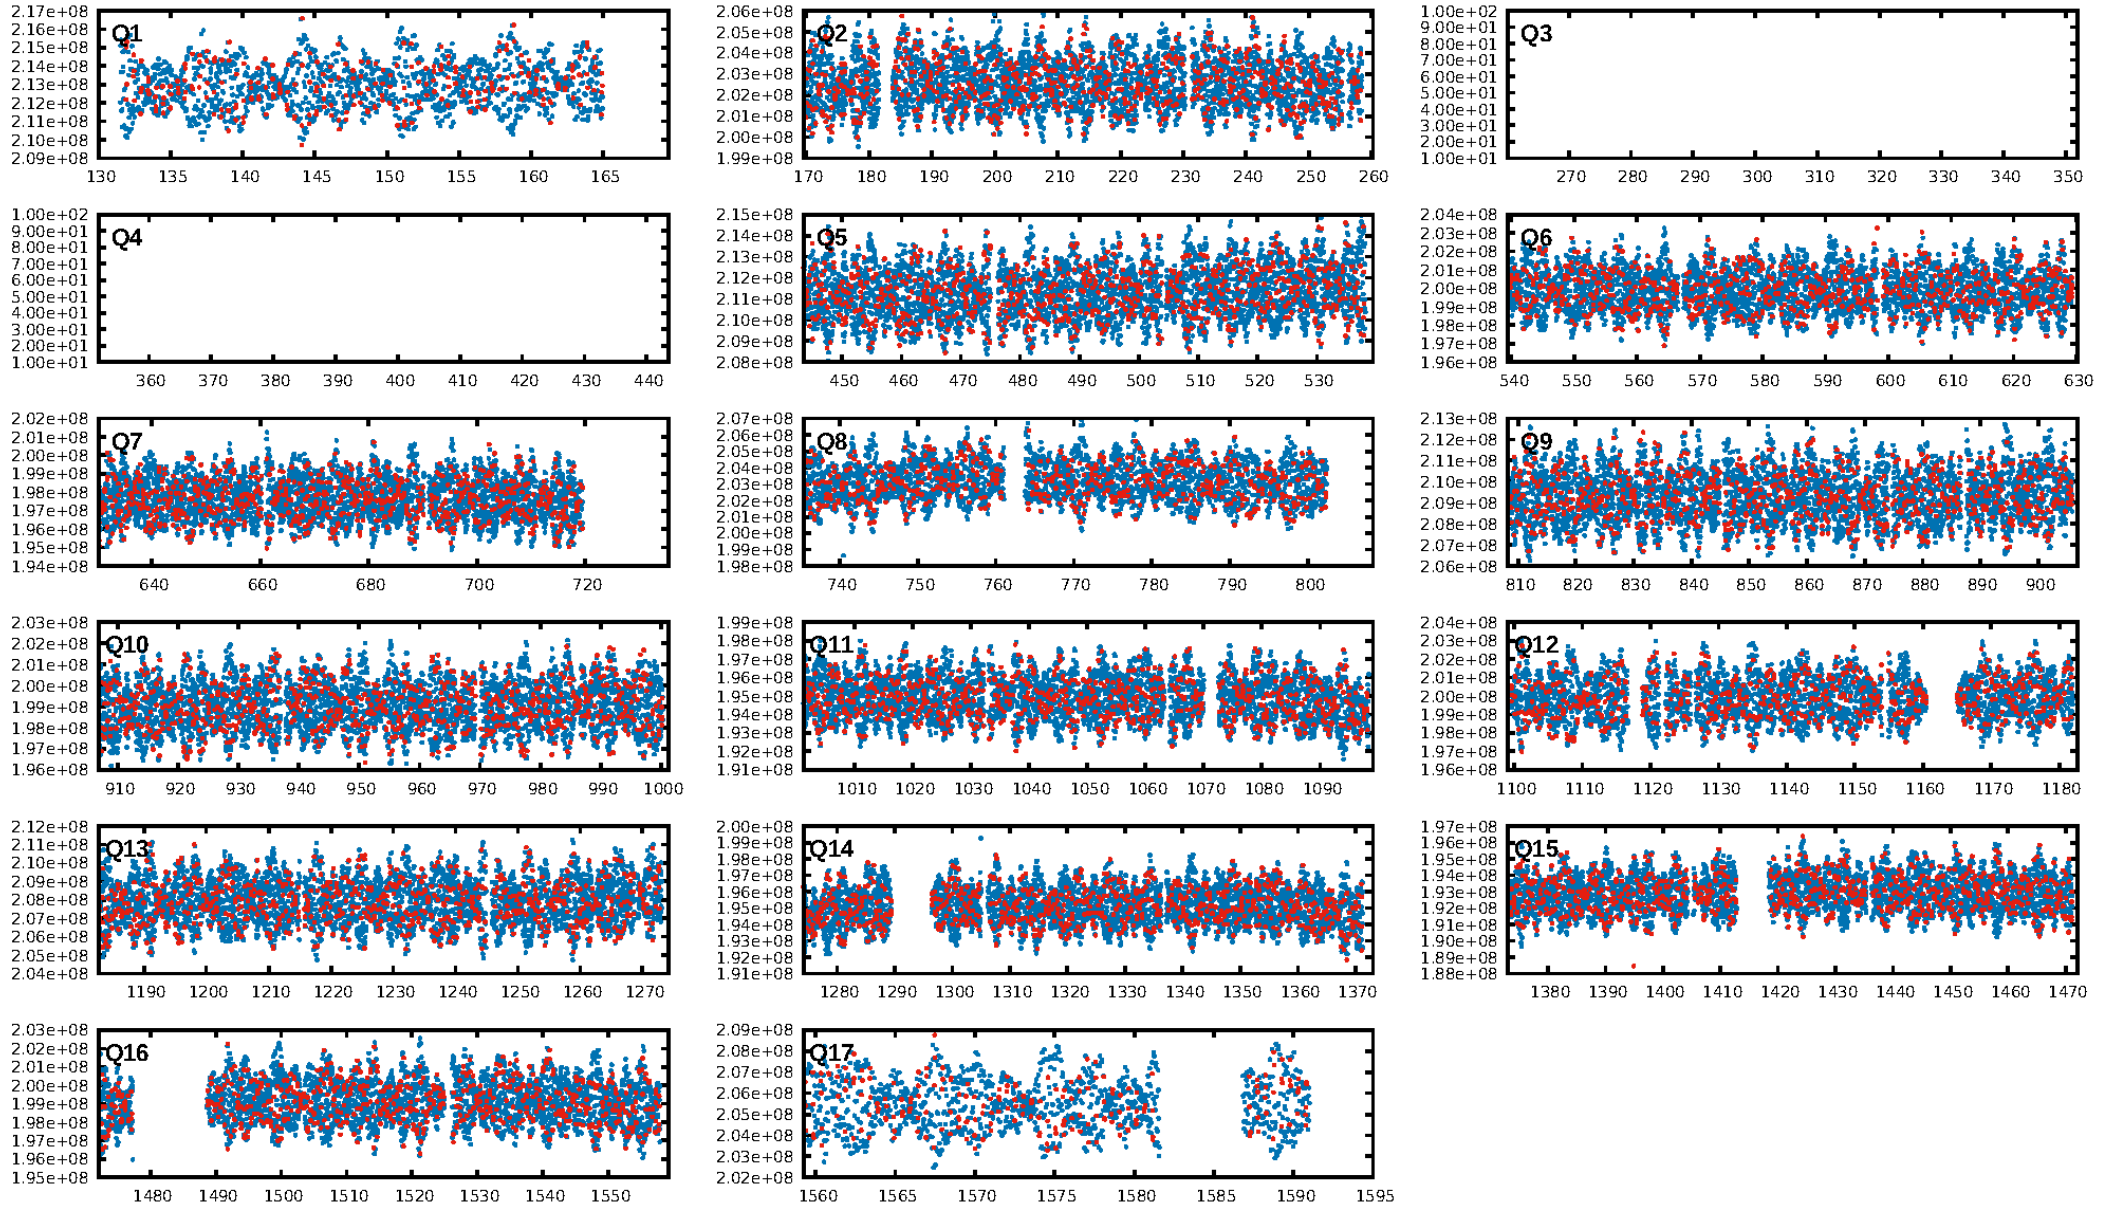 2.17e+08
2.16e+08
2.15e+08
2.14e+08
2.13e+08
2.12e+08
2.11e+08
2.10e+08
2.09e+08
Q1
130 135 140 145 150 155 160 165
2.06e+08
2.05e+08
2.04e+08
2.03e+08
2.02e+08
2.01e+08
2.00e+08
1.99e+08
Q2
170 180 190 200 210 220 230 240 250 260
1.00e+02
9.00e+01
8.00e+01
7.00e+01
6.00e+01
5.00e+01
4.00e+01
3.00e+01
2.00e+01
1.00e+01
Q3
270 280 290 300 310 320 330 340 350
1.00e+02
9.00e+01
8.00e+01
7.00e+01
6.00e+01
5.00e+01
4.00e+01
3.00e+01
2.00e+01
1.00e+01
Q4
360 370 380 390 400 410 420 430 440
2.15e+08
2.14e+08
2.13e+08
2.12e+08
2.11e+08
2.10e+08
2.09e+08
2.08e+08
Q5
450 460 470 480 490 500 510 520 530
2.04e+08
2.03e+08
2.02e+08
2.01e+08
2.00e+08
1.99e+08
1.98e+08
1.97e+08
1.96e+08
Q6
540 550 560 570 580 590 600 610 620 630
2.02e+08
2.01e+08
2.00e+08
1.99e+08
1.98e+08
1.97e+08
1.96e+08
1.95e+08
1.94e+08
Q7
640 660 680 700 720
2.07e+08
2.06e+08
2.05e+08
2.04e+08
2.03e+08
2.02e+08
2.01e+08
2.00e+08
1.99e+08
1.98e+08
Q8
740 750 760 770 780 790 800
2.13e+08
2.12e+08
2.11e+08
2.10e+08
2.09e+08
2.08e+08
2.07e+08
2.06e+08
Q9
810 820 830 840 850 860 870 880 890 900
2.03e+08
2.02e+08
2.01e+08
2.00e+08
1.99e+08
1.98e+08
1.97e+08
1.96e+08
Q10
910 920 930 940 950 960 970 980 990 1000
1.99e+08
1.98e+08
1.97e+08
1.96e+08
1.95e+08
1.94e+08
1.93e+08
1.92e+08
1.91e+08
Q11
1010 1020 1030 1040 1050 1060 1070 1080 1090
2.04e+08
2.03e+08
2.02e+08
2.01e+08
2.00e+08
1.99e+08
1.98e+08
1.97e+08
1.96e+08
Q12
1100 1110 1120 1130 1140 1150 1160 1170 1180
2.12e+08
2.11e+08
2.10e+08
2.09e+08
2.08e+08
2.07e+08
2.06e+08
2.05e+08
2.04e+08
Q13
1190 1200 1210 1220 1230 1240 1250 1260 1270
2.00e+08
1.99e+08
1.98e+08
1.97e+08
1.96e+08
1.95e+08
1.94e+08
1.93e+08
1.92e+08
1.91e+08
Q14
1280 1290 1300 1310 1320 1330 1340 1350 1360 1370
1.97e+08
1.96e+08
1.95e+08
1.94e+08
1.93e+08
1.92e+08
1.91e+08
1.90e+08
1.89e+08
1.88e+08
Q15
1380 1390 1400 1410 1420 1430 1440 1450 1460 1470
2.03e+08
2.02e+08
2.01e+08
2.00e+08
1.99e+08
1.98e+08
1.97e+08
1.96e+08
1.95e+08
Q16
1480 1490 1500 1510 1520 1530 1540 1550
2.09e+08
2.08e+08
2.07e+08
2.06e+08
2.05e+08
2.04e+08
2.03e+08
2.02e+08
Q17
1560 1565 1570 1575 1580 1585 1590 1595